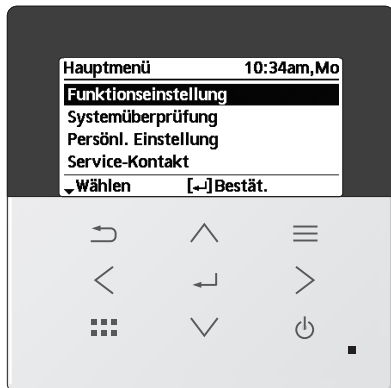 Hauptmenü 10:34am,Mo
Funktionseinstellung
Systemüberprüfung
Persönl. Einstellung
Service-Kontakt
Wählen [↵]Bestät.